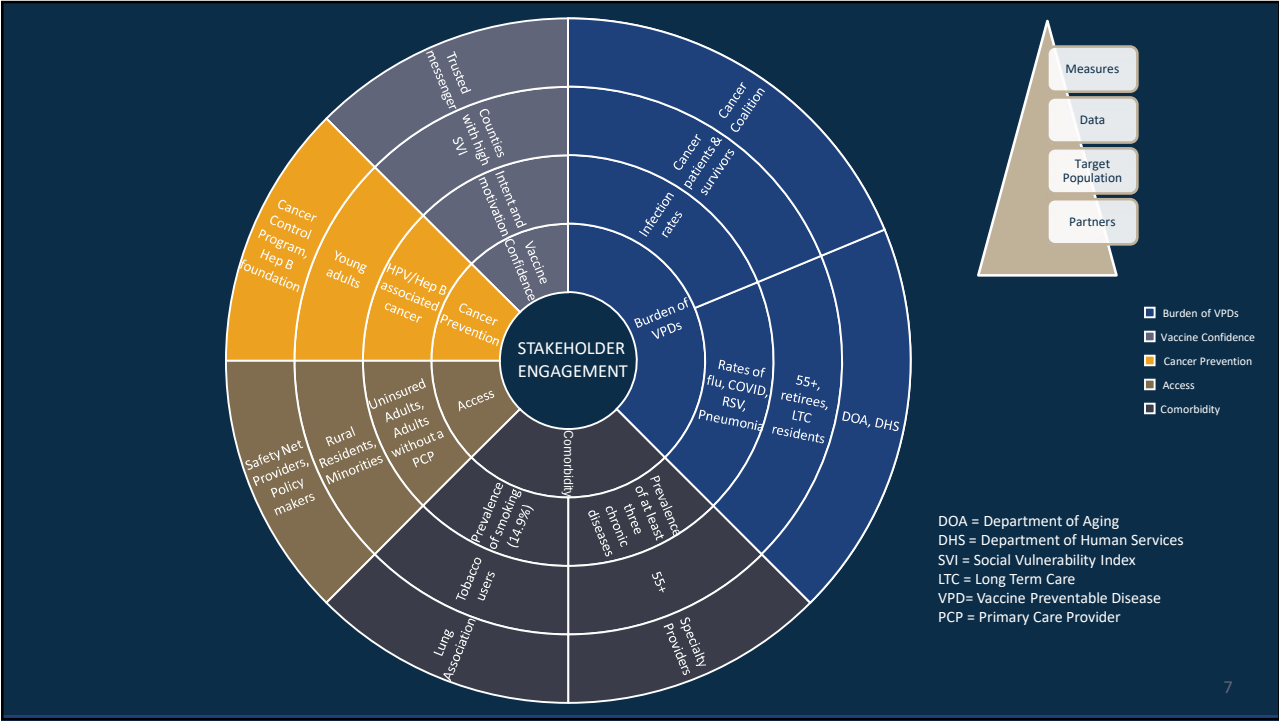 STAKEHOLDER
ENGAGEMENT
Burden of
VPDs
Infection
rates
Cancer
patients &
survivors
Cancer
Coalition
Rates of
flu, COVID,
RSV,
Pneumonia
55+,
retirees,
LTC
residents
DOA, DHS
Comorbidity
Prevalence
of at least
three
chronic
diseases
55+
Specialty
Providers
Prevalence
of smoking
(14.9%)
Tobacco
users
Lung
Association
Access
Uninsured
Adults,
Adults
without a
PCP
Rural
Residents,
Minorities
Safety Net
Providers,
Policy
makers
Cancer
Prevention
HPV/Hep B
associated
cancer
Young
adults
Cancer
Control
Program,
Hep B
foundation
Vaccine
Confidence
Intent and
motivation
Counties
with high
SVI
Trusted
messenger
Measures
Data
Target
Population
Partners
Burden of VPDs
Vaccine Confidence
Cancer Prevention
Access
Comorbidity
DOA = Department of Aging
DHS = Department of Human Services
SVI = Social Vulnerability Index
LTC = Long Term Care
VPD= Vaccine Preventable Disease
PCP = Primary Care Provider
7